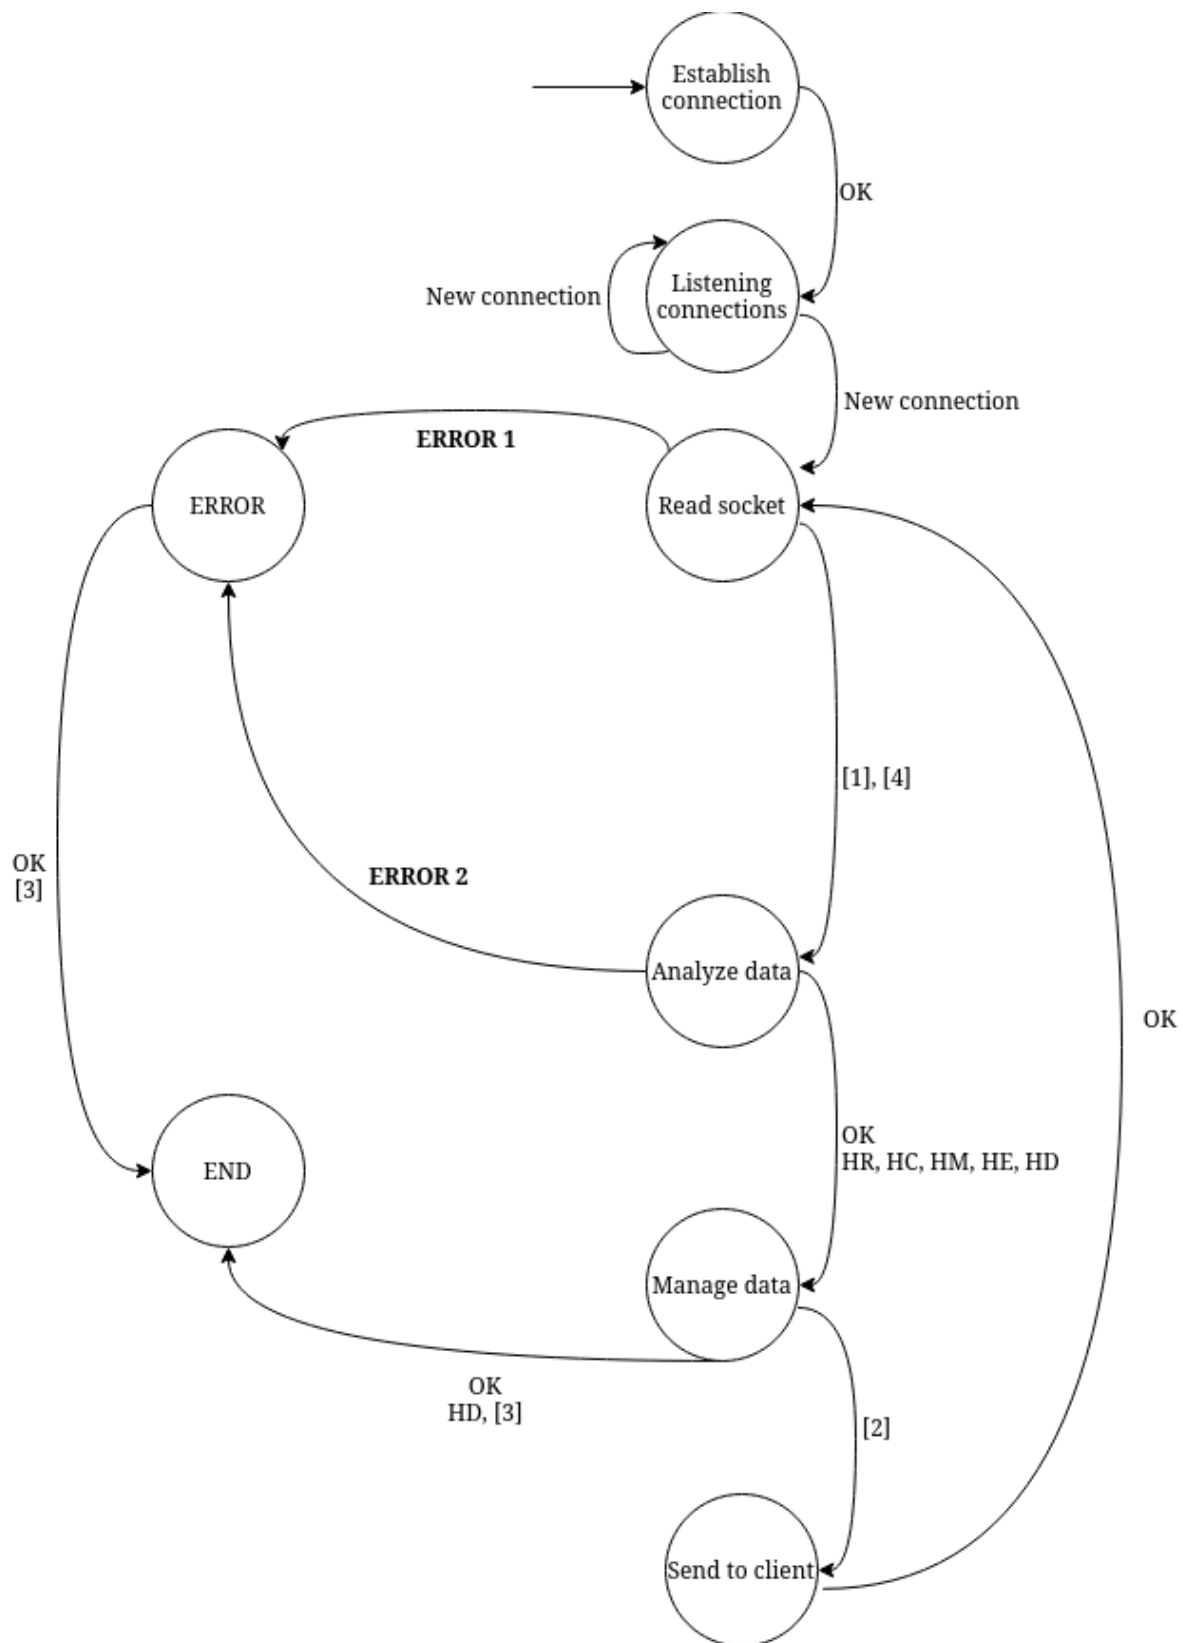 Establish
connection
OK
Listening
connections
New connection
New connection
ERROR 1
ERROR
Read socket
[1], [4]
OK
[3]
ERROR 2
Analyze data
OK
OK
HR, HC, HM, HE, HD
END
Manage data
OK
HD, [3]
[2]
Send to client